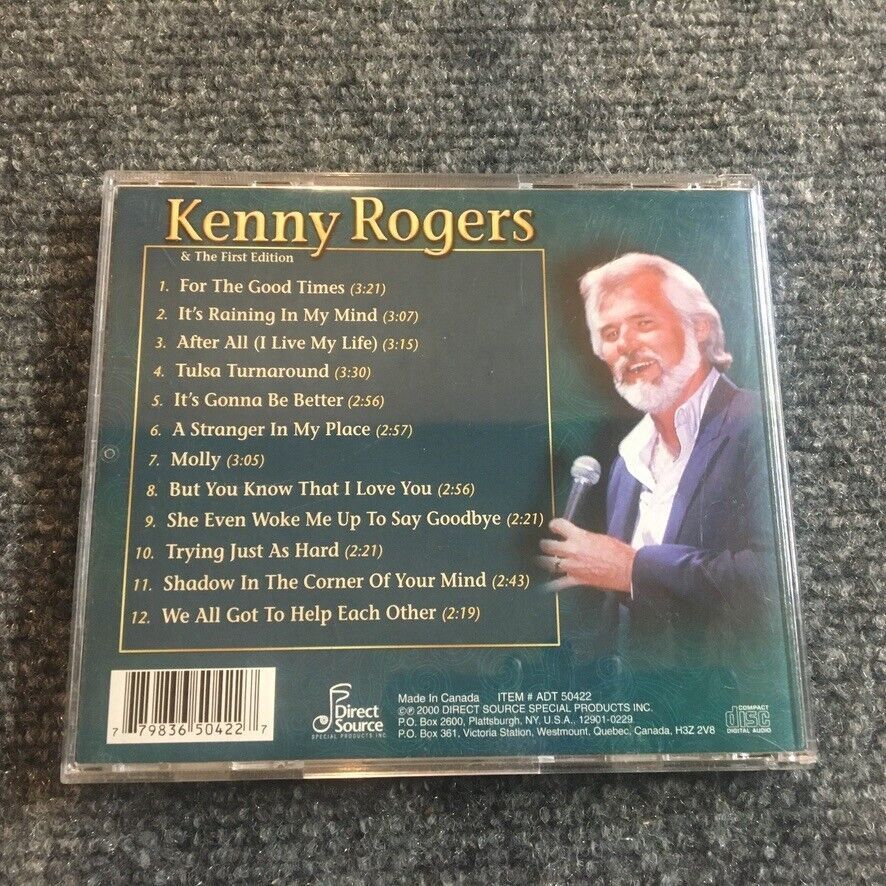 Kenny Rogers
& The First Edition
1. For The Good Times (3:21)
2. It's Raining In My Mind (3:07)
3. After All (I Live My Life) (3:15)
4. Tulsa Turnaround (3:30)
5. It's Gonna Be Better (2:56)
6. A Stranger In My Place (2:57)
7. Molly (3:05)
8. But You Know That I Love You (2:56)
9. She Even Woke Me Up To Say Goodbye (2:21)
10. Trying Just As Hard (2:21)
11. Shadow In The Corner Of Your Mind (2:43)
12. We All Got To Help Each Other (2:19)
7 79836 50422 7
Direct
Source
SPECIAL PRODUCTS INC.
Made In Canada ITEM # ADT 50422
©℗ 2000 DIRECT SOURCE SPECIAL PRODUCTS INC.
P.O. Box 2600, Plattsburgh, NY. U.S.A., 12901-0229
P.O. Box 361, Victoria Station, Westmount, Quebec, Canada, H3Z 2V8
COMPACT
disc
DIGITAL AUDIO